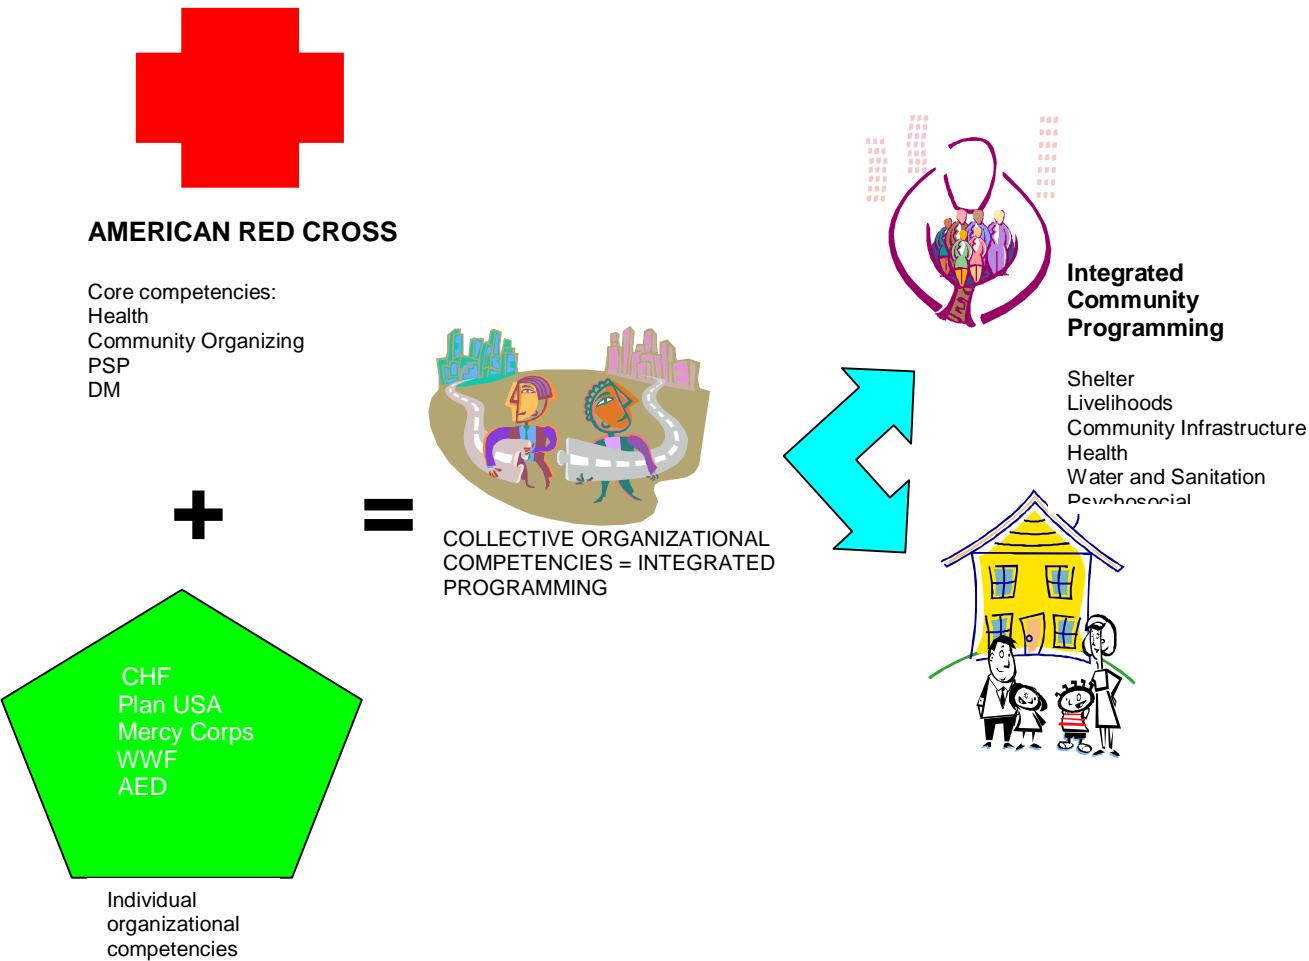 AMERICAN RED CROSS
Core competencies:
Health
Community Organizing
PSP
DM
+
=
CHF
Plan USA
Mercy Corps
WWF
AED
Individual
organizational
competencies
COLLECTIVE ORGANIZATIONAL
COMPETENCIES = INTEGRATED
PROGRAMMING
Integrated
Community
Programming
Shelter
Livelihoods
Community Infrastructure
Health
Water and Sanitation
Psychosocial